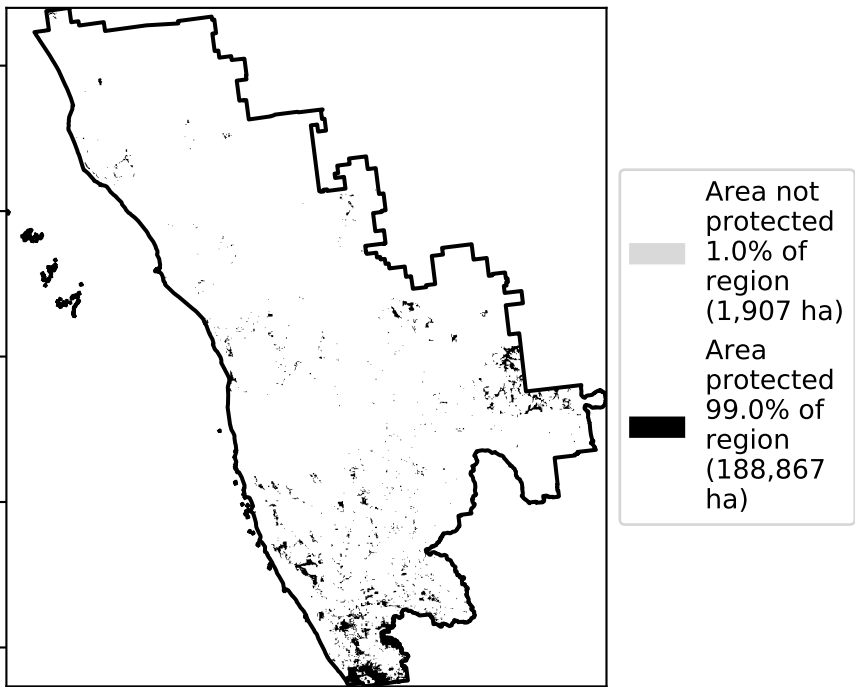 Area not
protected
1.0% of
region
(1,907 ha)
Area
protected
99.0% of
region
(188,867
ha)